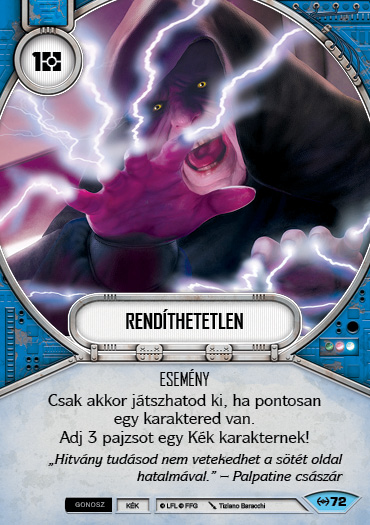 1
RENDÍTHETETLEN
ESEMÉNY
Csak akkor játszhatod ki, ha pontosan
egy karaktered van.
Adj 3 pajzsot egy Kék karakternek!
„Hitvány tudásod nem vetekedhet a sötét oldal
hatalmával.” – Palpatine császár
GONOSZ KÉK © LFL © FFG Tiziano Baracchi 72